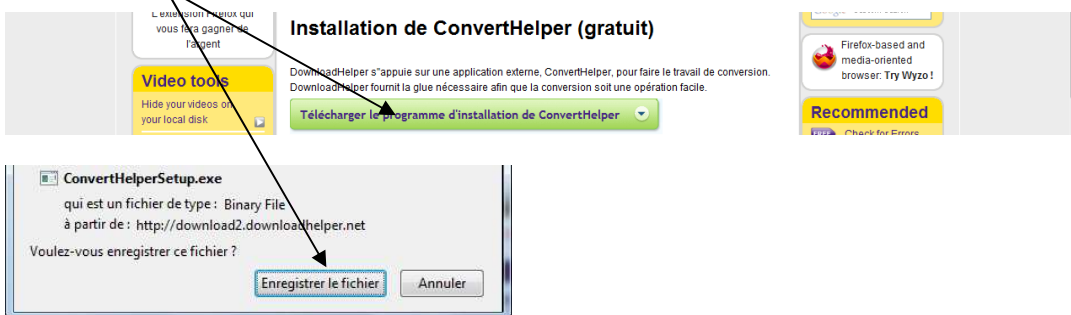 L'extension Firefox qui
vous fera gagner de
l'argent
Video tools
Hide your videos on
your local disk
Installation de ConvertHelper (gratuit)
DownloadHelper s"appuie sur une application externe, ConvertHelper, pour faire le travail de conversion.
DownloadHelper fournit la glue nécessaire afin que la conversion soit une opération facile.
Télécharger le programme d'installation de ConvertHelper
Firefox-based and
media-oriented
browser: Try Wyzo !
Recommended
FREE Check for Errors
ConvertHelperSetup.exe
qui est un fichier de type : Binary File
à partir de : http://download2.downloadhelper.net
Voulez-vous enregistrer ce fichier ?
Enregistrer le fichier
Annuler